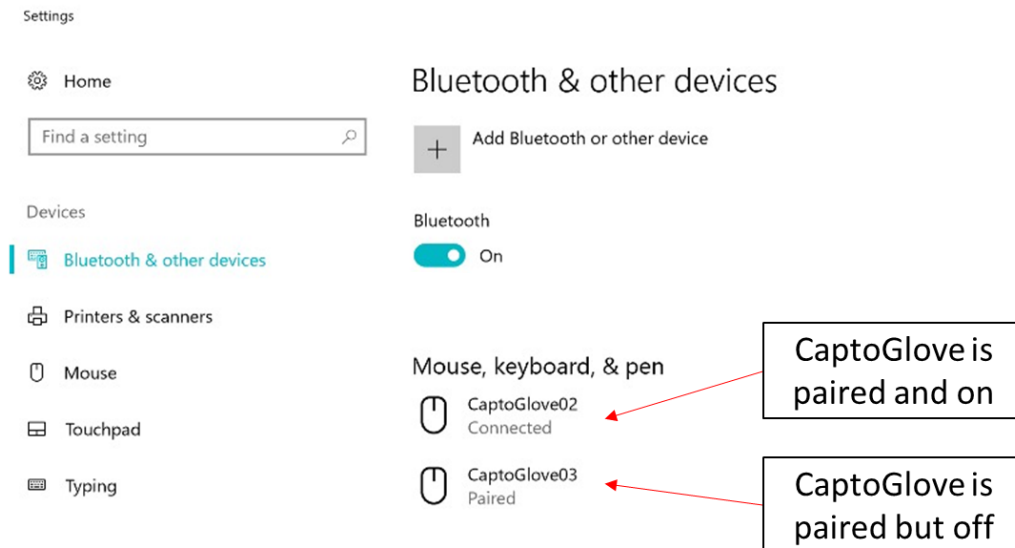 Settings
Home
Find a setting
Devices
Bluetooth & other devices
Printers & scanners
Mouse
Touchpad
Typing
Bluetooth & other devices
Add Bluetooth or other device
Bluetooth
On
Mouse, keyboard, & pen
CaptoGlove02
Connected
CaptoGlove03
Paired
CaptoGlove is
paired and on
CaptoGlove is
paired but off